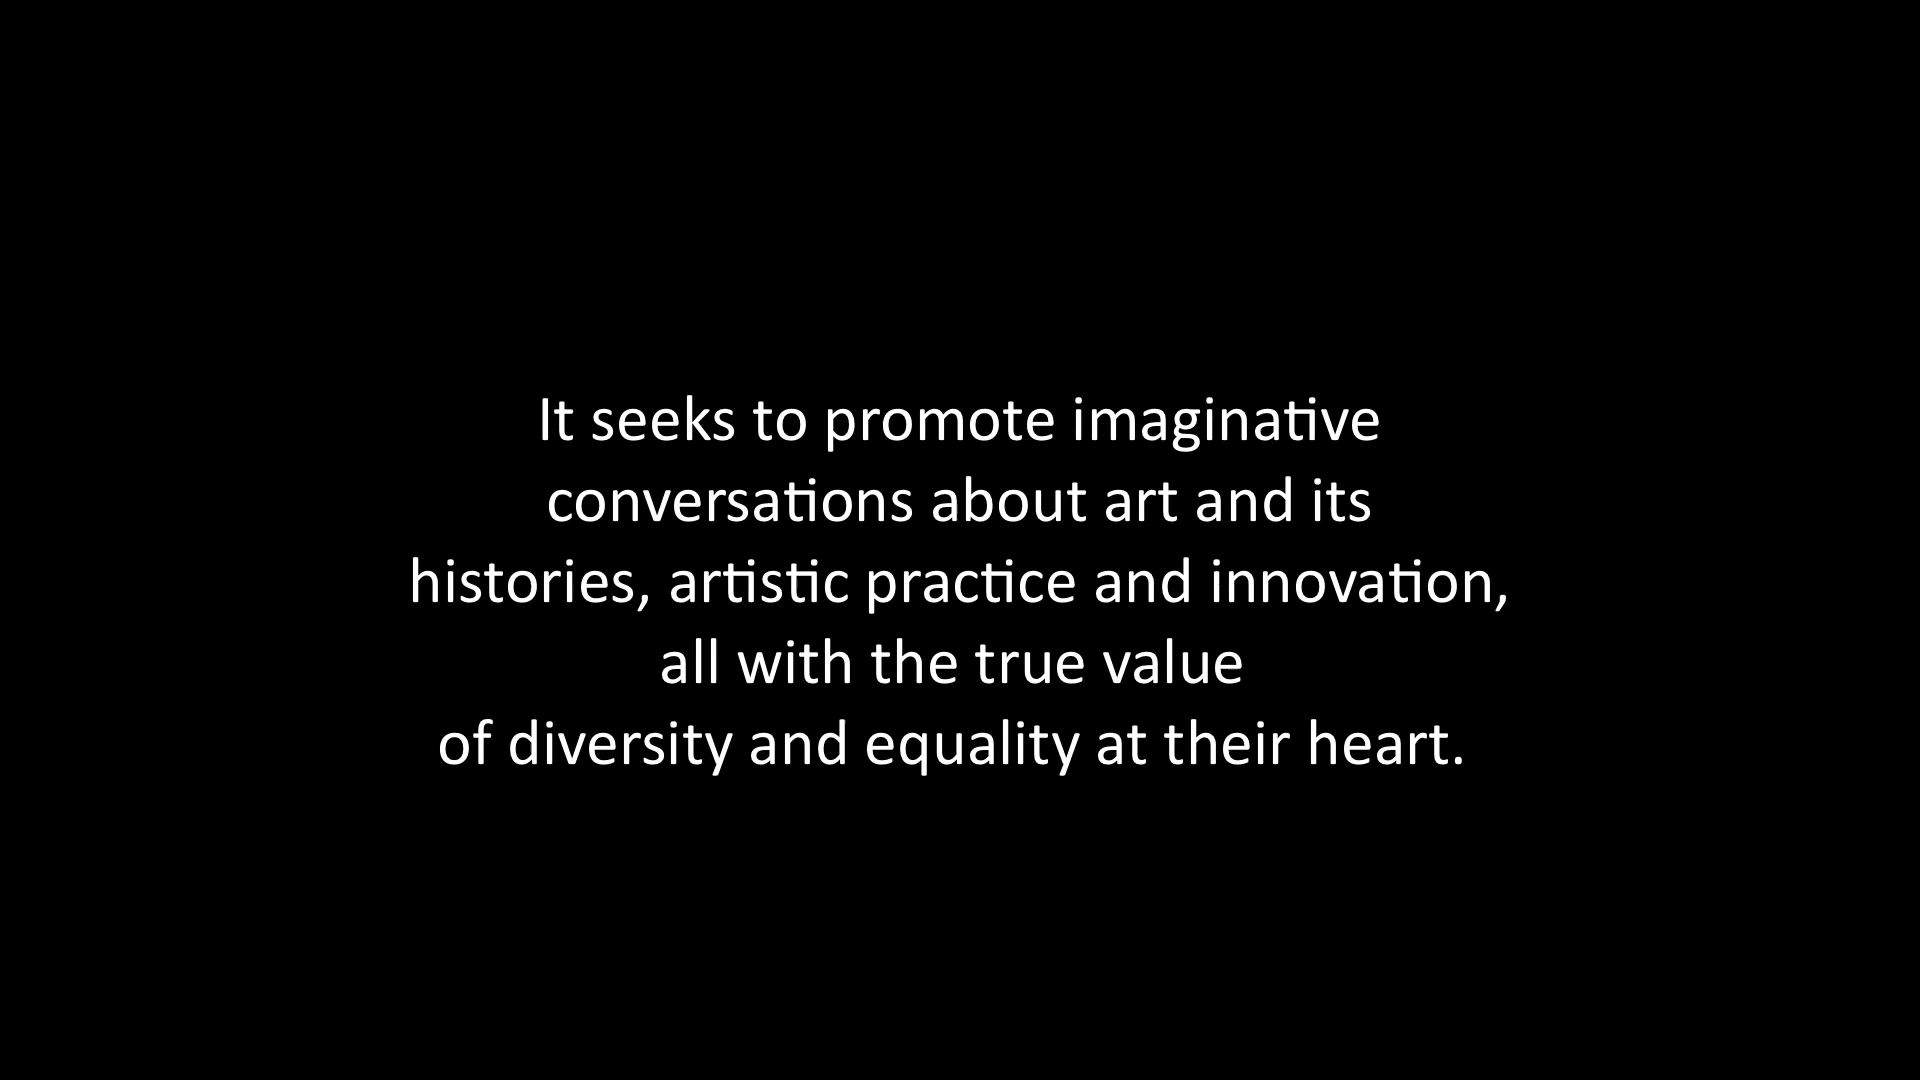 It seeks to promote imaginative
conversations about art and its
histories, artistic practice and innovation,
all with the true value
of diversity and equality at their heart.